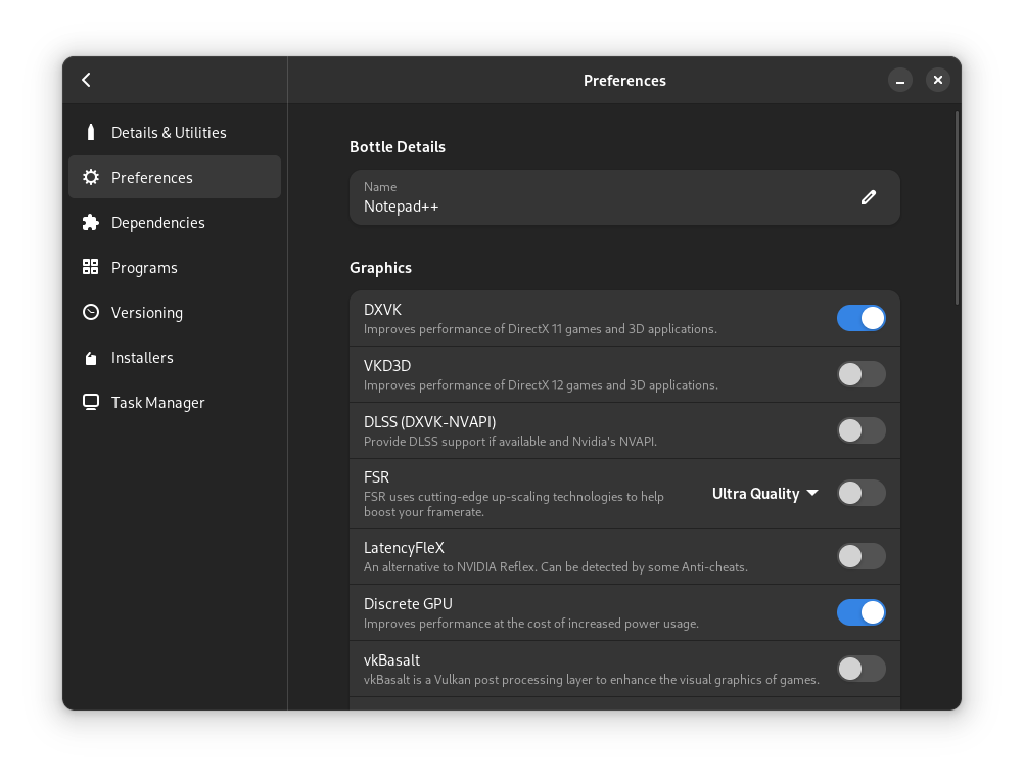 Preferences
Details & Utilities
Preferences
Dependencies
Programs
Versioning
Installers
Task Manager
Bottle Details
Name
Notepad++
Graphics
DXVK
Improves performance of DirectX 11 games and 3D applications.
VKD3D
Improves performance of DirectX 12 games and 3D applications.
DLSS (DXVK-NVAPI)
Provide DLSS support if available and Nvidia's NVAPI.
FSR
FSR uses cutting-edge up-scaling technologies to help
boost your framerate.
Ultra Quality
LatencyFleX
An alternative to NVIDIA Reflex. Can be detected by some Anti-cheats.
Discrete GPU
Improves performance at the cost of increased power usage.
vkBasalt
vkBasalt is a Vulkan post processing layer to enhance the visual graphics of games.